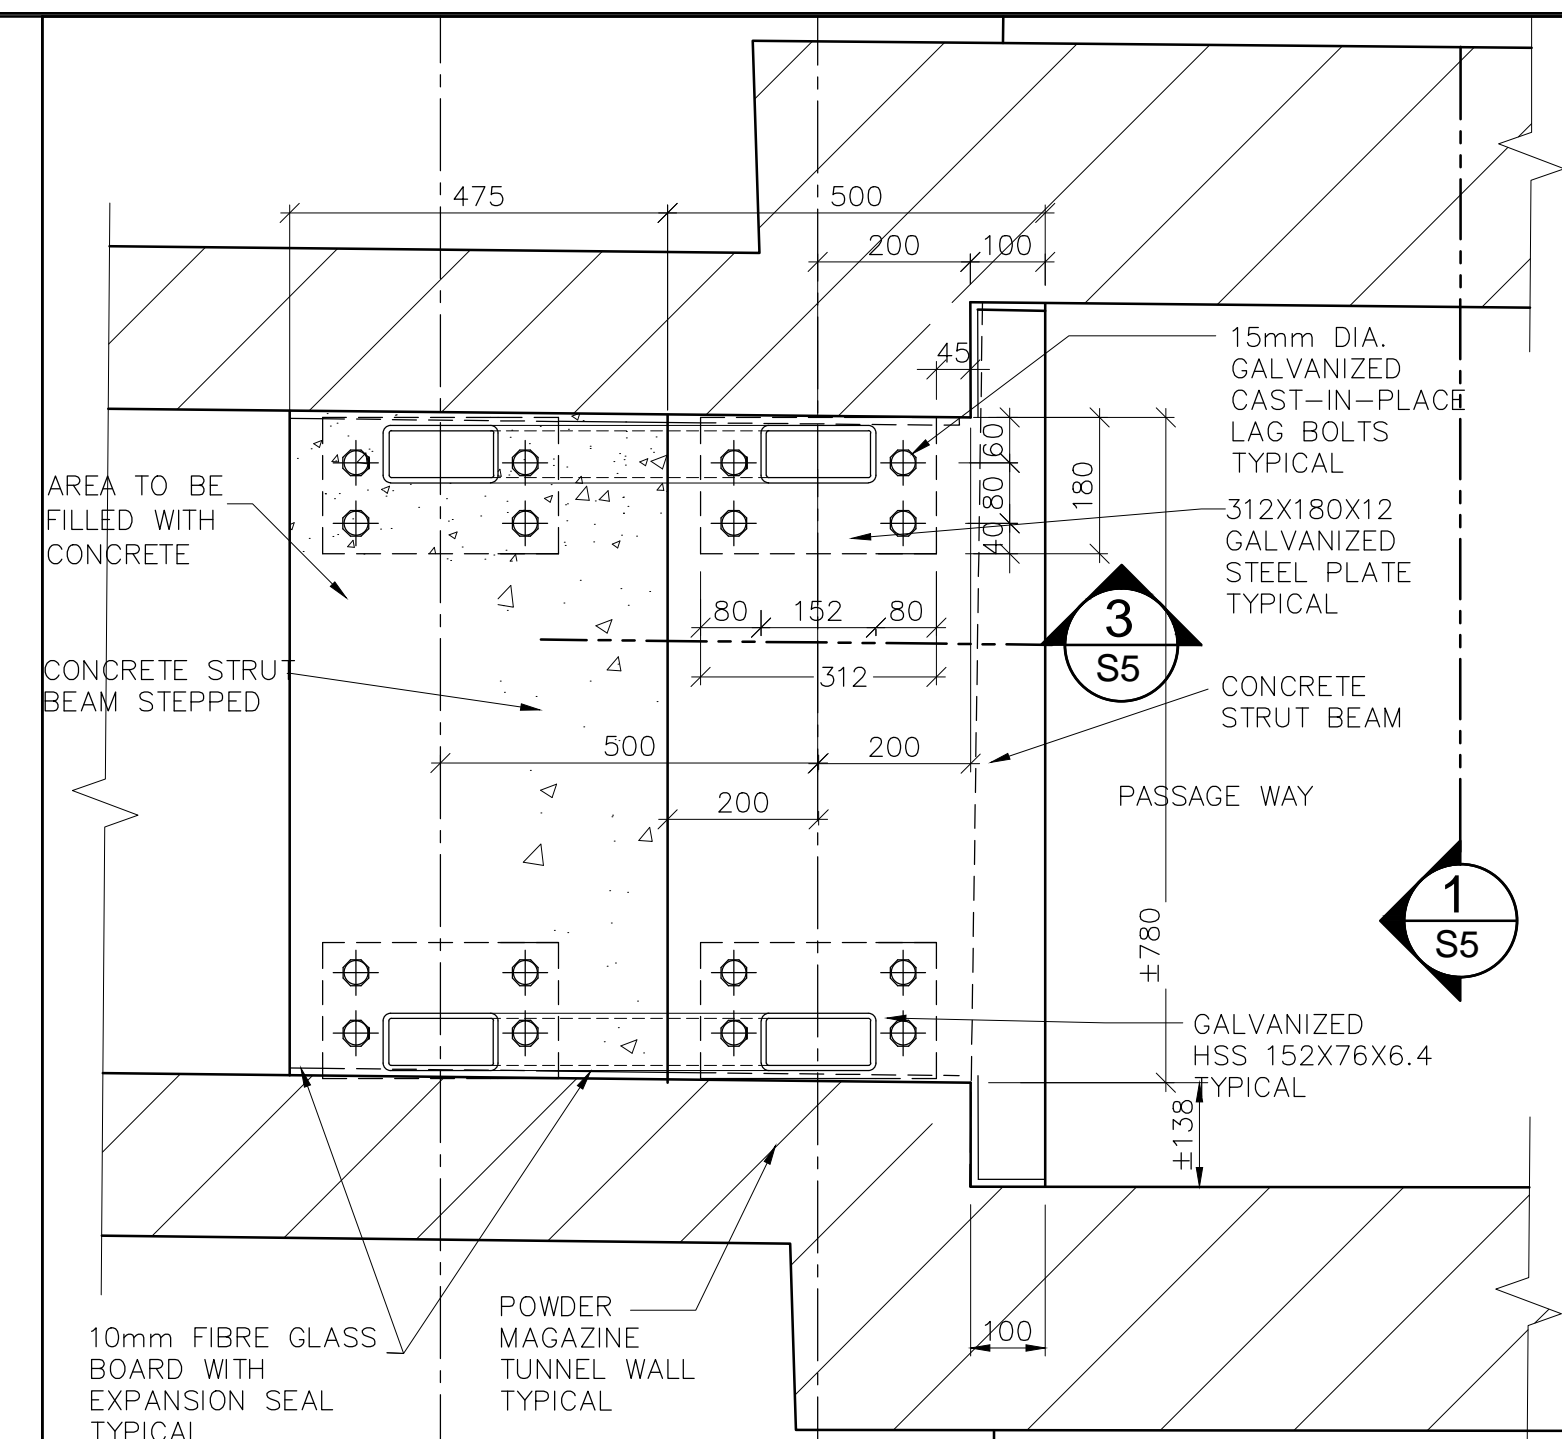 475
500
200
100
45
15mm DIA.
GALVANIZED
CAST-IN-PLACE
LAG BOLTS
TYPICAL
60
80
40
180
AREA TO BE
FILLED WITH
CONCRETE
312X180X12
GALVANIZED
STEEL PLATE
TYPICAL
80
152
80
312
3
S5
CONCRETE STRUT
BEAM STEPPED
CONCRETE
STRUT BEAM
500
200
200
PASSAGE WAY
1
S5
±780
GALVANIZED
HSS 152X76X6.4
TYPICAL
±138
100
POWDER
MAGAZINE
TUNNEL WALL
TYPICAL
10mm FIBRE GLASS
BOARD WITH
EXPANSION SEAL
TYPICAL